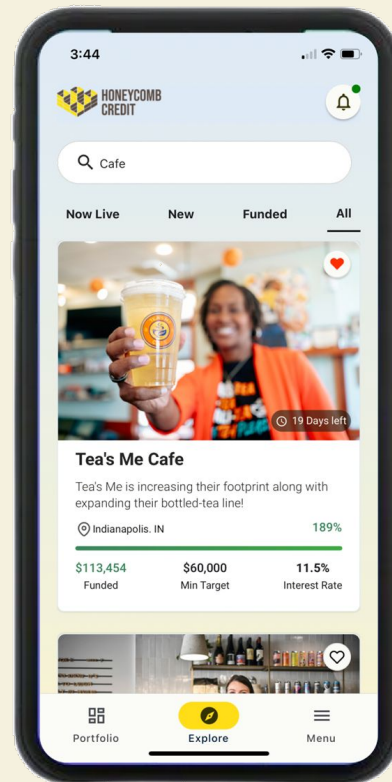 3:44
HONEYCOMB
CREDIT
Cafe
Now Live New Funded All
19 Days left
Tea's Me Cafe
Tea's Me is increasing their footprint along with
expanding their bottled-tea line!
Indianapolis. IN 189%
$113,454 $60,000 11.5%
Funded Min Target Interest Rate
Portfolio Explore Menu